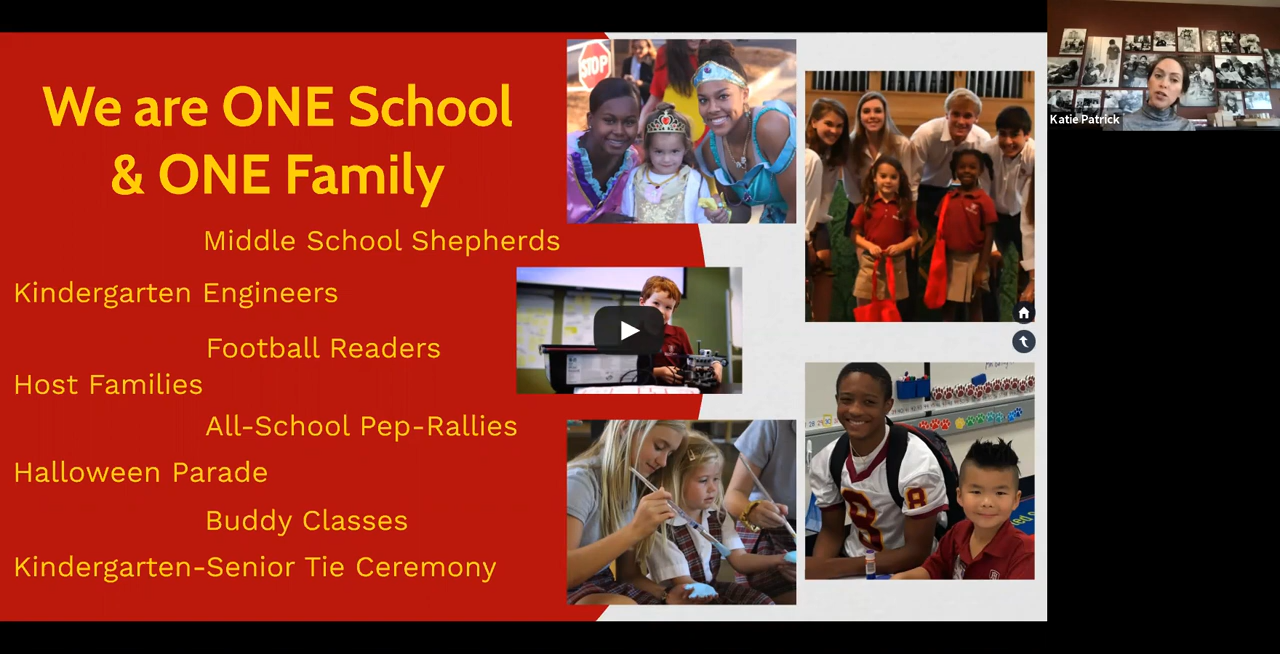 We are ONE School
& ONE Family
Middle School Shepherds
Kindergarten Engineers
Football Readers
Host Families
All-School Pep-Rallies
Halloween Parade
Buddy Classes
Kindergarten-Senior Tie Ceremony
STOP
8
8
Katie Patrick